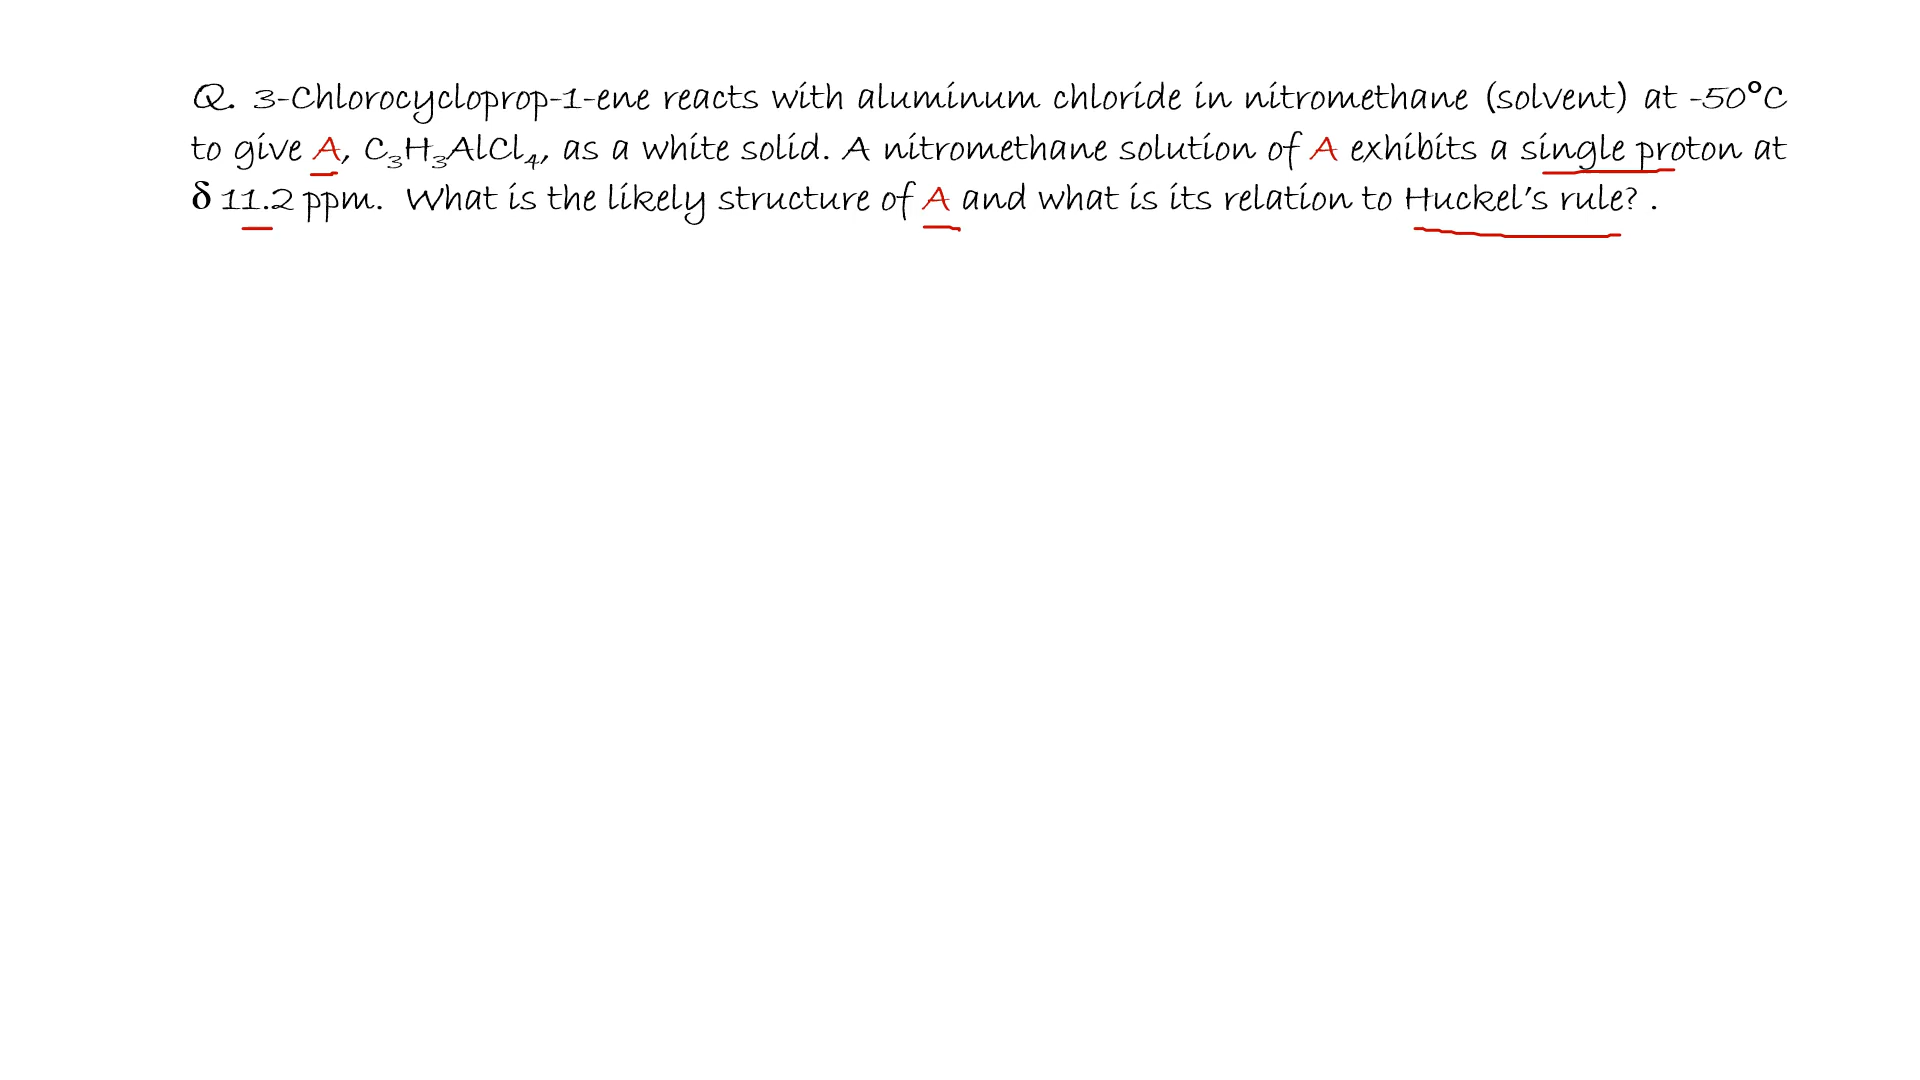 Q. 3-Chlorocycloprop-1-ene reacts with aluminum chloride in nitromethane (solvent) at -50°C
to give A, C₃H₃AlCl₄, as a white solid. A nitromethane solution of A exhibits a single proton at
δ 11.2 ppm. What is the likely structure of A and what is its relation to Huckel's rule? .